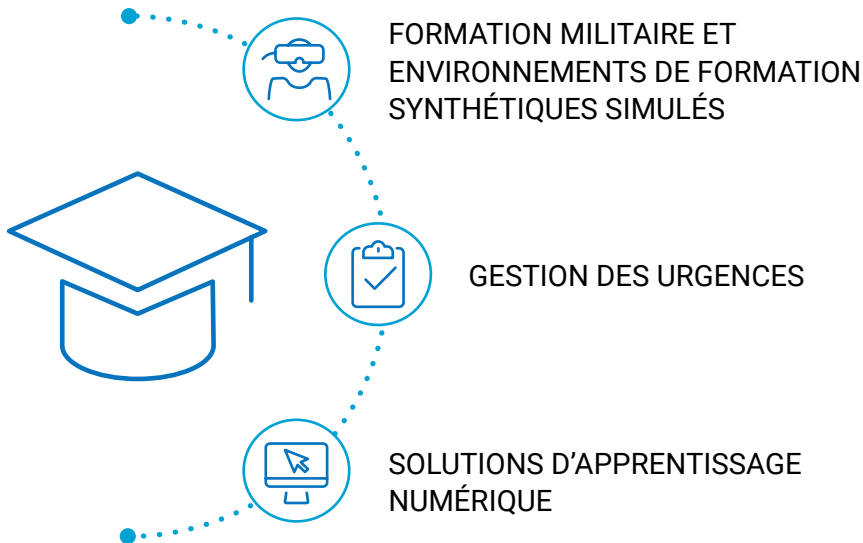 FORMATION MILITAIRE ET
ENVIRONNEMENTS DE FORMATION
SYNTHÉTIQUES SIMULÉS
GESTION DES URGENCES
SOLUTIONS D’APPRENTISSAGE
NUMÉRIQUE